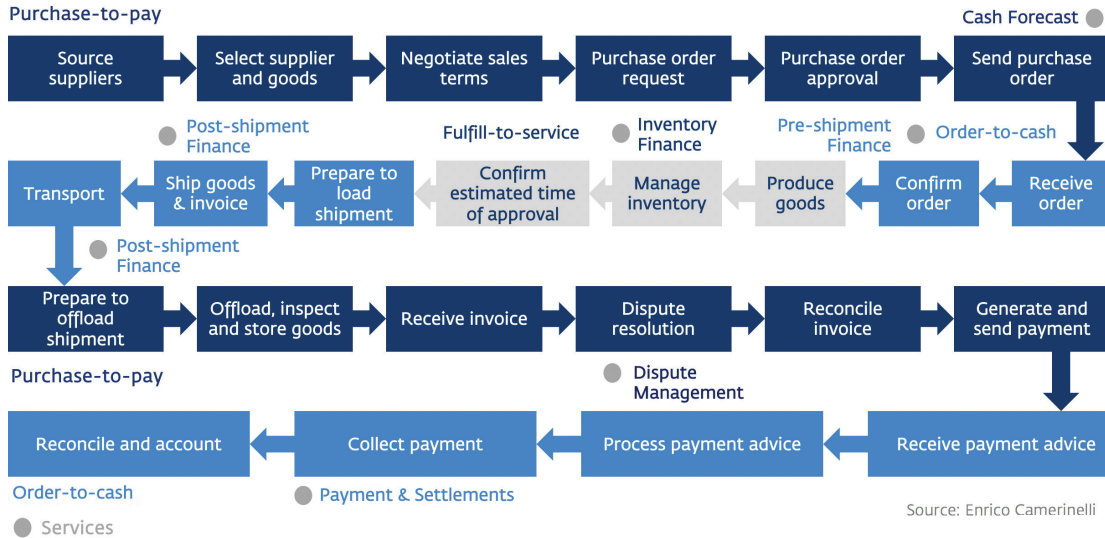 Purchase-to-pay
Cash Forecast
Source
suppliers
Select supplier
and goods
Negotiate sales
terms
Purchase order
request
Purchase order
approval
Send purchase
order
Post-shipment
Finance
Fulfill-to-service
Inventory
Finance
Pre-shipment
Finance
Order-to-cash
Transport
Ship goods
& invoice
Prepare to
load
shipment
Confirm
estimated time
of approval
Manage
inventory
Produce
goods
Confirm
order
Receive
order
Post-shipment
Finance
Prepare to
offload
shipment
Offload, inspect
and store goods
Receive invoice
Dispute
resolution
Reconcile
invoice
Generate and
send payment
Purchase-to-pay
Dispute
Management
Reconcile and account
Collect payment
Process payment advice
Receive payment advice
Order-to-cash
Payment & Settlements
Source: Enrico Camerinelli
Services